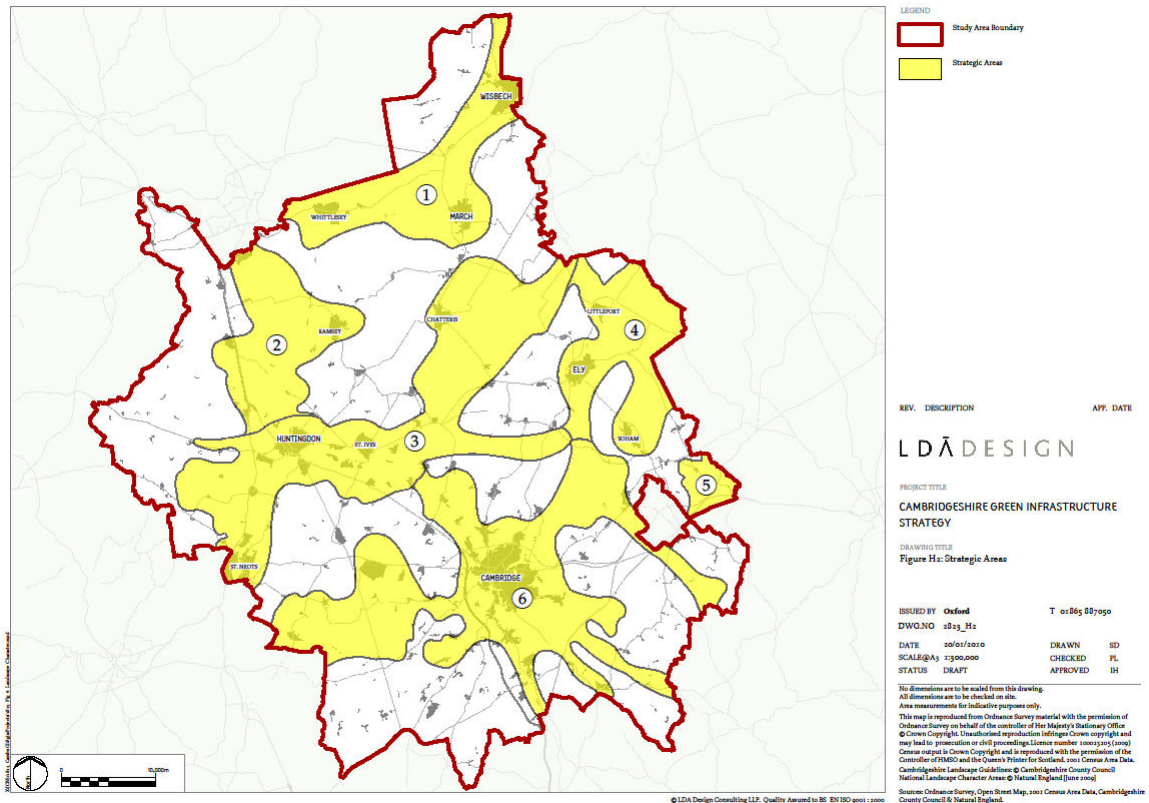 LEGEND
Study Area Boundary
Strategic Areas
WISBECH
1
WHITTLESEY
MARCH
CHATTERIS
LITTLEPORT
RAMSEY
4
2
ELY
HUNTINGDON
ST. IVES
3
SOHAM
5
ST.NEOTS
CAMBRIDGE
6
0
10,000m
REV. DESCRIPTION APP. DATE
LDĀDESIGN
PROJECT TITLE
CAMBRIDGESHIRE GREEN INFRASTRUCTURE
STRATEGY
DRAWING TITLE
Figure H2: Strategic Areas
ISSUED BY Oxford T 01865 887050
DWG.NO 2825_H2
DATE 20/01/2010 DRAWN SD
SCALE@A3 1:300,000 CHECKED PL
STATUS DRAFT APPROVED IH
No dimensions are to be scaled from this drawing.
All dimensions are to be checked on site.
Area measurements for indicative purposes only.
This map is reproduced from Ordnance Survey material with the permission of
Ordnance Survey on behalf of the controller of Her Majesty's Stationary Office
© Crown Copyright. Unauthorised reproduction infringes Crown copyright and
may lead to prosecution or civil proceedings.Licence number 100023205 (2009)
Census output is Crown Copyright and is reproduced with the permission of the
Controller of HMSO and the Queen's Printer for Scotland. 2001 Census Area Data.
Cambridgeshire Landscape Guidelines: © Cambridgeshire County Council
National Landscape Character Areas: © Natural England [June 2009]
Sources: Ordnance Survey, Open Street Map, 2001 Census Area Data, Cambridgeshire
County Council & Natural England.
© LDA Design Consulting LLP. Quality Assured to BS EN ISO 9001 : 2000